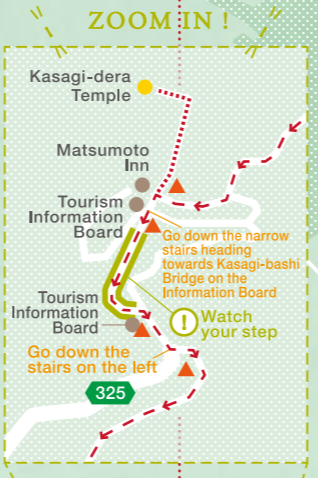 ZOOM IN !
Kasagi-dera
Temple
Matsumoto
Inn
Tourism
Information
Board
Go down the narrow
stairs heading
towards Kasagi-bashi
Bridge on the
Information Board
Tourism
Information
Board
! Watch
your step
Go down the
stairs on the left
325